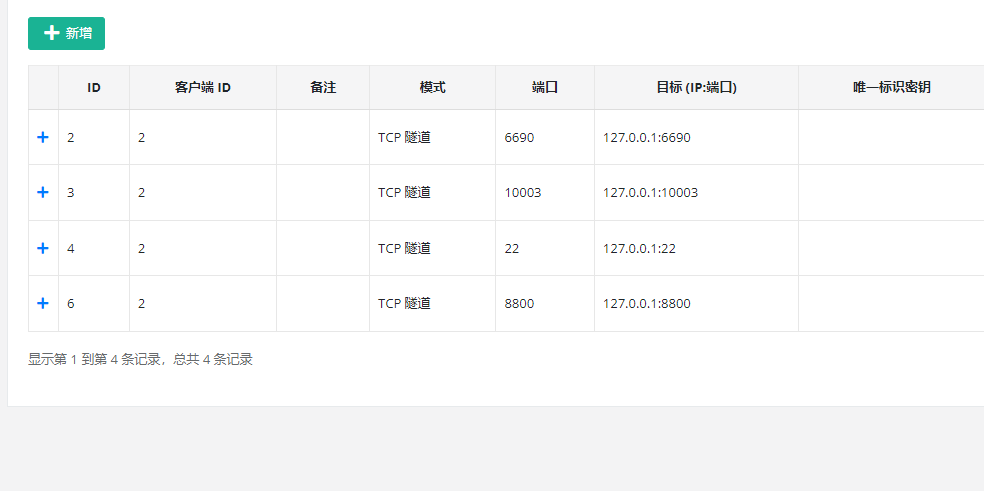 新增
ID 客户端 ID 备注 模式 端口 目标 (IP:端口) 唯一标识密钥
2 2 TCP 隧道 6690 127.0.0.1:6690
3 2 TCP 隧道 10003 127.0.0.1:10003
4 2 TCP 隧道 22 127.0.0.1:22
6 2 TCP 隧道 8800 127.0.0.1:8800
显示第 1 到第 4 条记录，总共 4 条记录